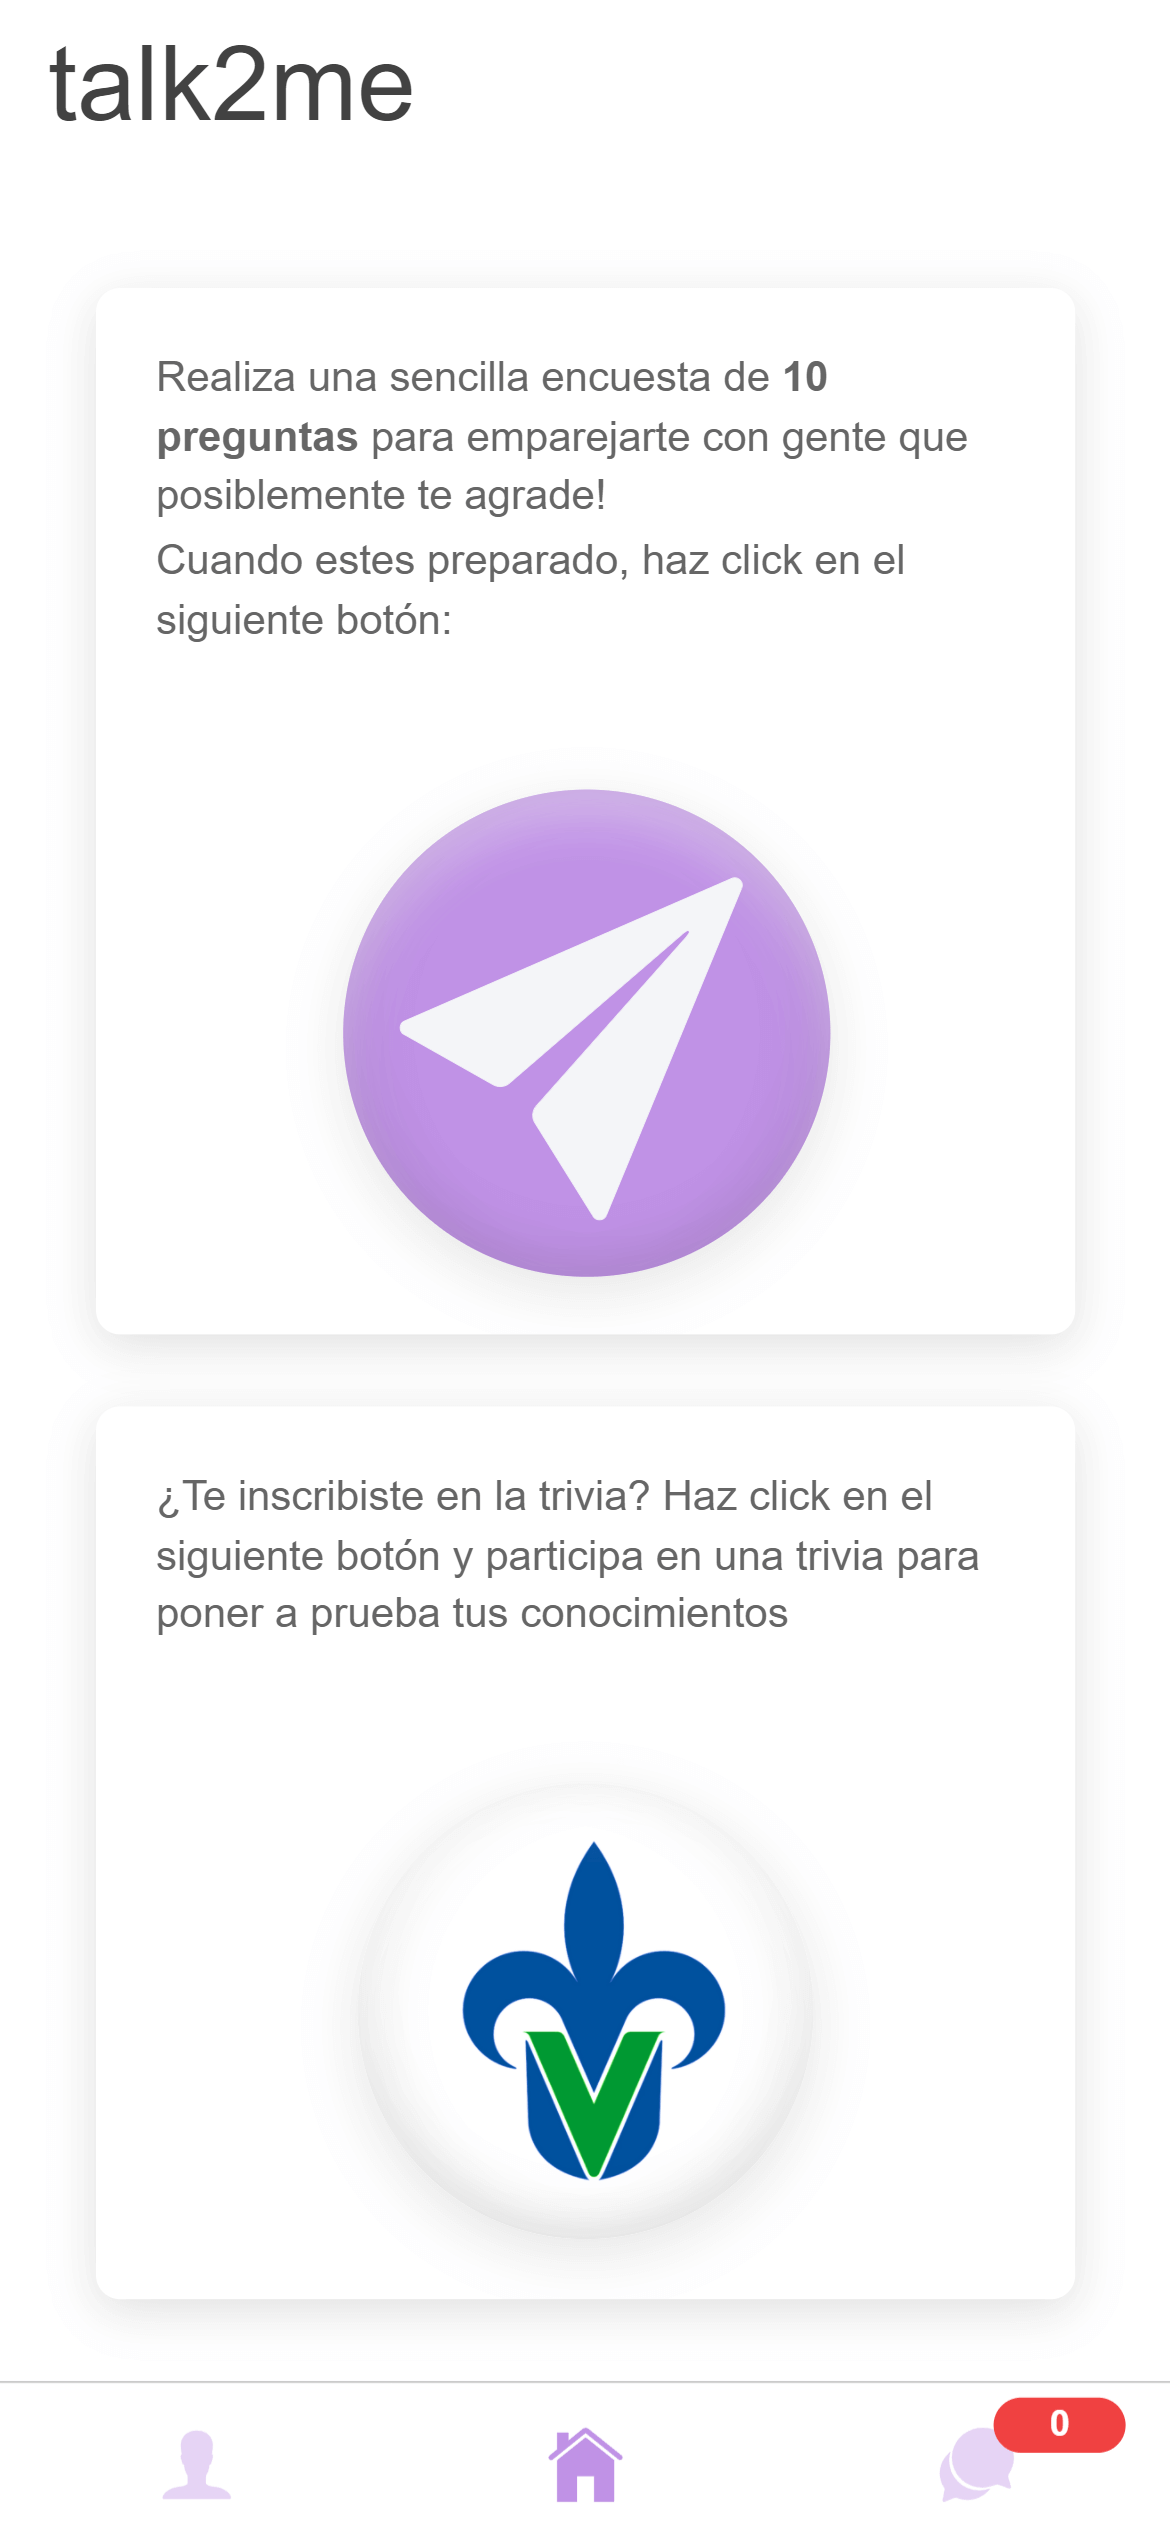 talk2me
Realiza una sencilla encuesta de 10
preguntas para emparejarte con gente que
posiblemente te agrade!
Cuando estes preparado, haz click en el
siguiente botón:
¿Te inscribiste en la trivia? Haz click en el
siguiente botón y participa en una trivia para
poner a prueba tus conocimientos
0